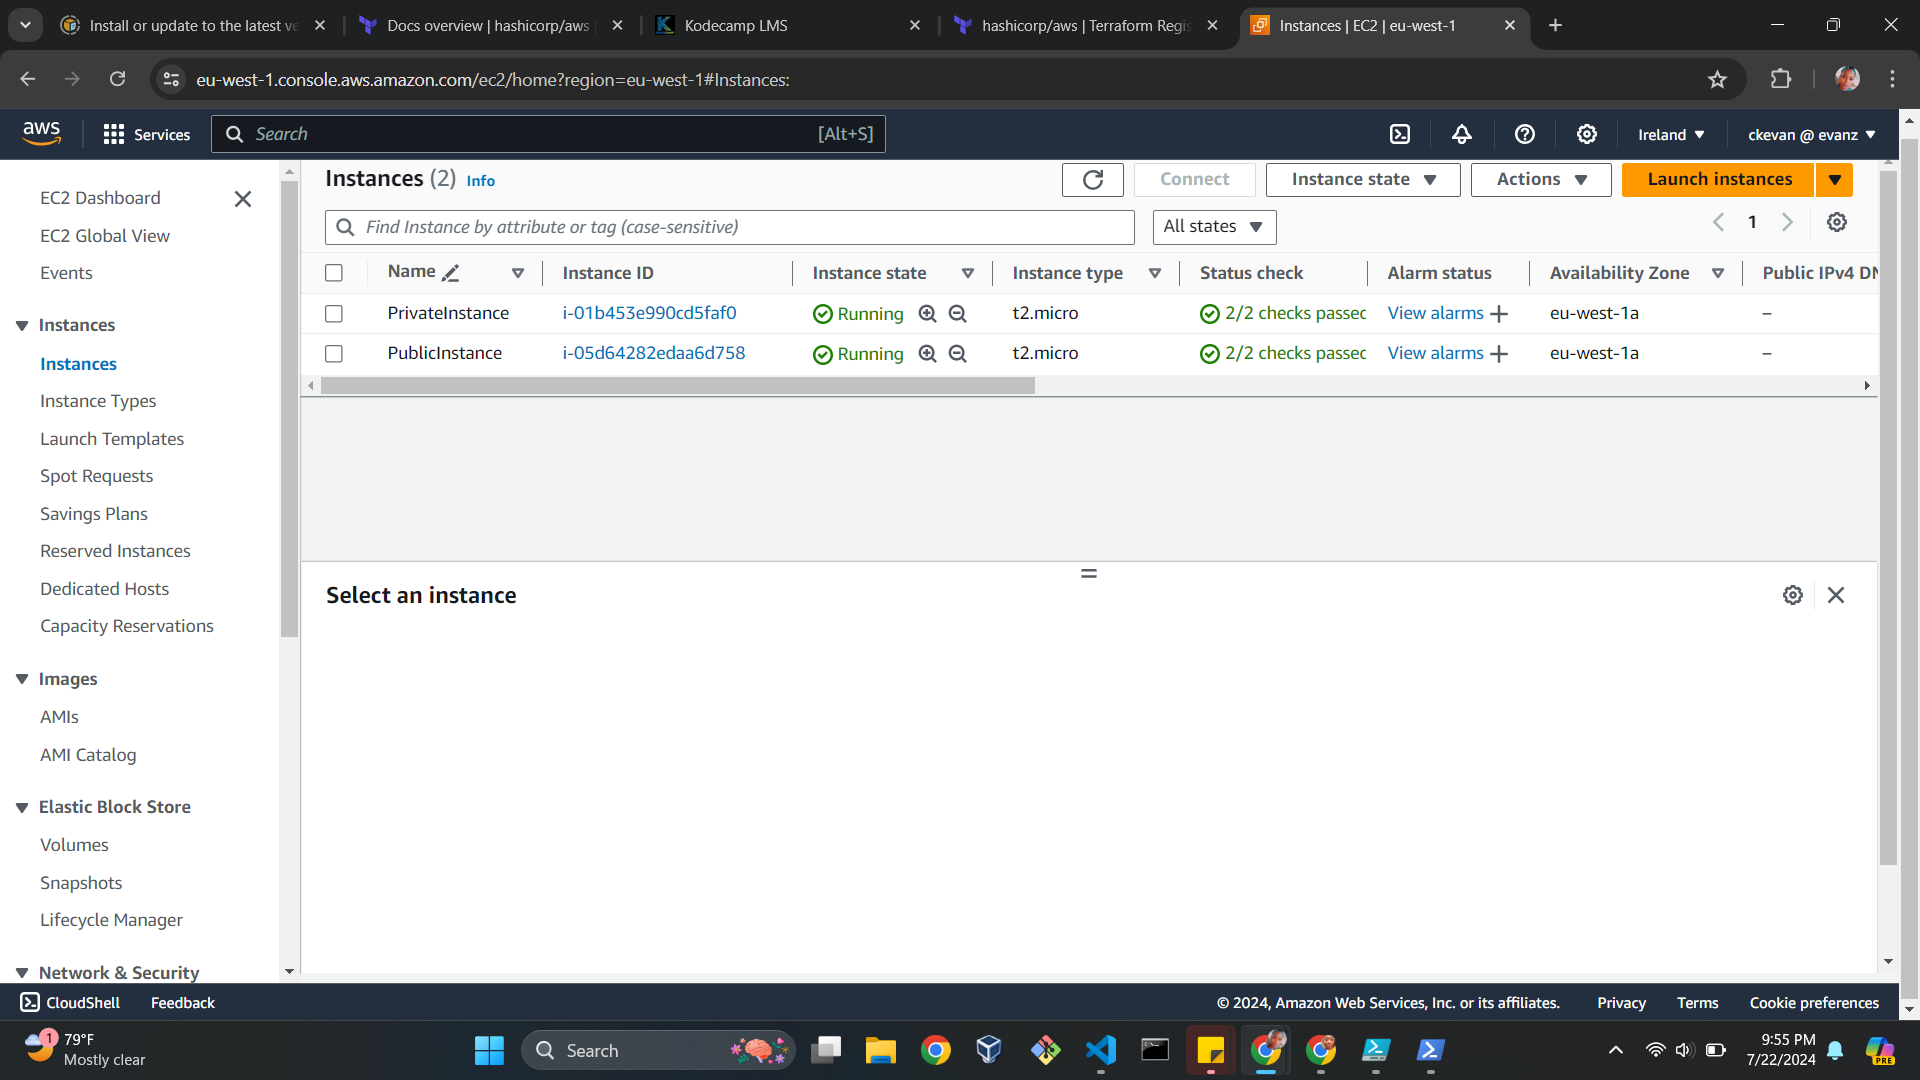 Install or update to the latest ve
Docs overview | hashicorp/aws
Kodecamp LMS
hashicorp/aws | Terraform Regis
Instances | EC2 | eu-west-1
eu-west-1.console.aws.amazon.com/ec2/home?region=eu-west-1#Instances:
aws
Services
Search
[Alt+S]
Ireland
ckevan @ evanz
EC2 Dashboard
EC2 Global View
Events
Instances
Instances
Instance Types
Launch Templates
Spot Requests
Savings Plans
Reserved Instances
Dedicated Hosts
Capacity Reservations
Images
AMIs
AMI Catalog
Elastic Block Store
Volumes
Snapshots
Lifecycle Manager
Network & Security
Instances (2) Info
Connect
Instance state
Actions
Launch instances
Find Instance by attribute or tag (case-sensitive)
All states
1
Name Instance ID Instance state Instance type Status check Alarm status Availability Zone Public IPv4 DN
PrivateInstance i-01b453e990cd5faf0 Running t2.micro 2/2 checks passed View alarms + eu-west-1a –
PublicInstance i-05d64282edaa6d758 Running t2.micro 2/2 checks passed View alarms + eu-west-1a –
Select an instance
CloudShell Feedback
© 2024, Amazon Web Services, Inc. or its affiliates. Privacy Terms Cookie preferences
1
79°F
Mostly clear
Search
9:55 PM
7/22/2024
PRE